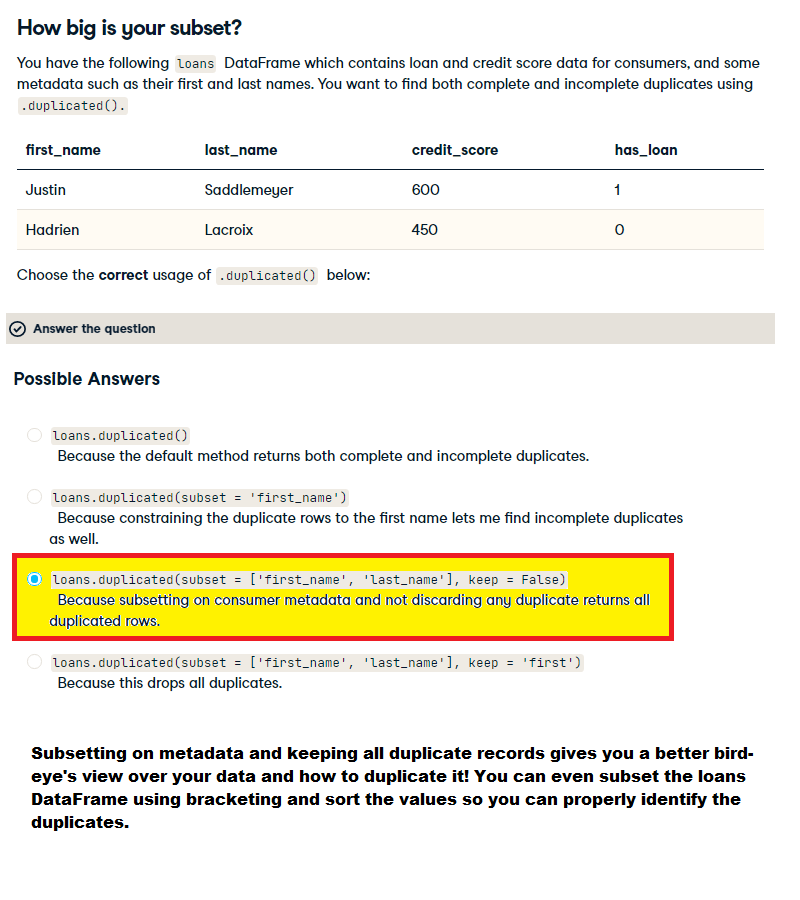 How big is your subset?
You have the following loans DataFrame which contains loan and credit score data for consumers, and some
metadata such as their first and last names. You want to find both complete and incomplete duplicates using
.duplicated().
first_name last_name credit_score has_loan
Justin Saddlemeyer 600 1
Hadrien Lacroix 450 0
Choose the correct usage of .duplicated() below:
Answer the question
Possible Answers
loans.duplicated()
Because the default method returns both complete and incomplete duplicates.
loans.duplicated(subset = 'first_name')
Because constraining the duplicate rows to the first name lets me find incomplete duplicates
as well.
loans.duplicated(subset = ['first_name', 'last_name'], keep = False)
Because subsetting on consumer metadata and not discarding any duplicate returns all
duplicated rows.
loans.duplicated(subset = ['first_name', 'last_name'], keep = 'first')
Because this drops all duplicates.
Subsetting on metadata and keeping all duplicate records gives you a better bird-
eye's view over your data and how to duplicate it! You can even subset the loans
DataFrame using bracketing and sort the values so you can properly identify the
duplicates.